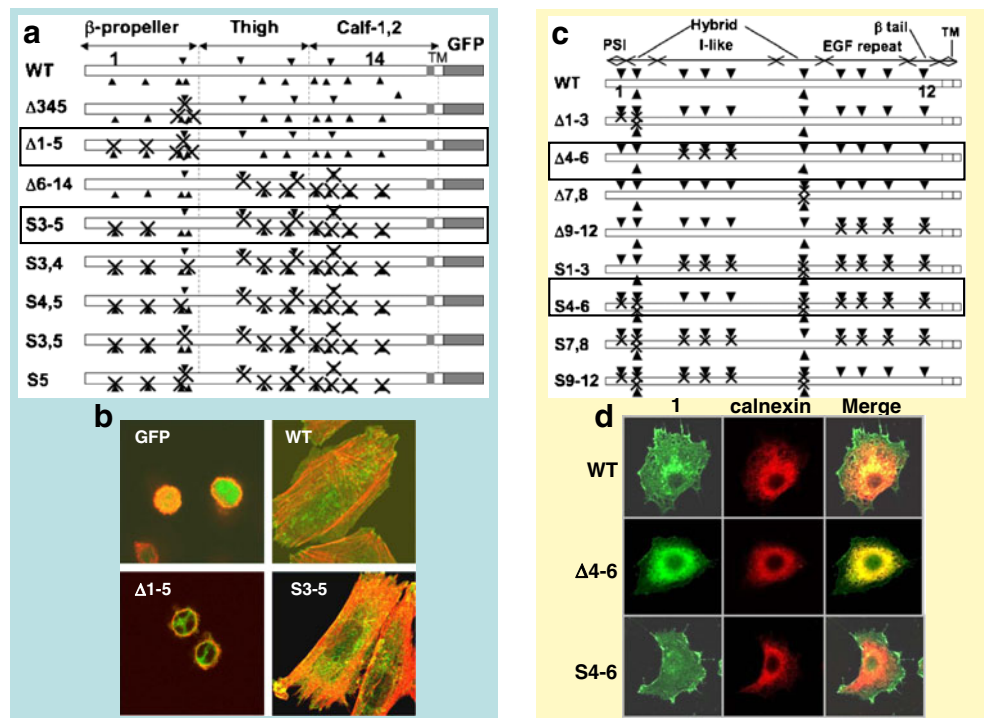 a
β-propeller Thigh Calf-1,2
GFP
1 14 TM
WT
Δ345
Δ1-5
Δ6-14
S3-5
S3,4
S4,5
S3,5
S5
b
GFP WT
Δ1-5 S3-5
c
Hybrid
β tail
PSI I-like EGF repeat TM
WT
1 12
Δ1-3
Δ4-6
Δ7,8
Δ9-12
S1-3
S4-6
S7,8
S9-12
d
1 calnexin Merge
WT
Δ4-6
S4-6